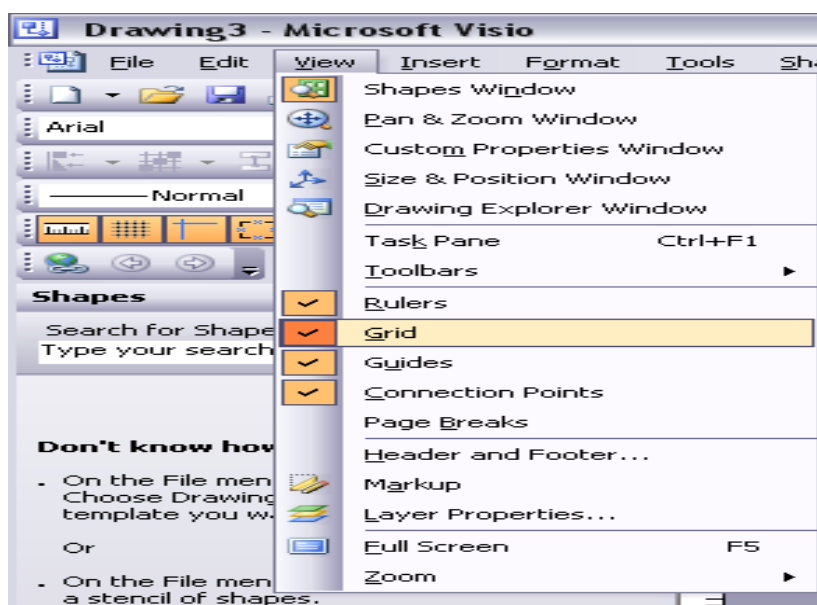 Drawing3 - Microsoft Visio
File Edit View Insert Format Tools
Shapes Window
Arial
Pan & Zoom Window
Custom Properties Window
Size & Position Window
Normal
Drawing Explorer Window
Task Pane Ctrl+F1
Toolbars
Shapes
Rulers
Search for Shape
Grid
Type your search
Guides
Connection Points
Page Breaks
Don't know how
Header and Footer...
. On the File men
Markup
Choose Drawing
template you w
Layer Properties...
Or
Full Screen F5
. On the File men
Zoom
a stencil of shapes.